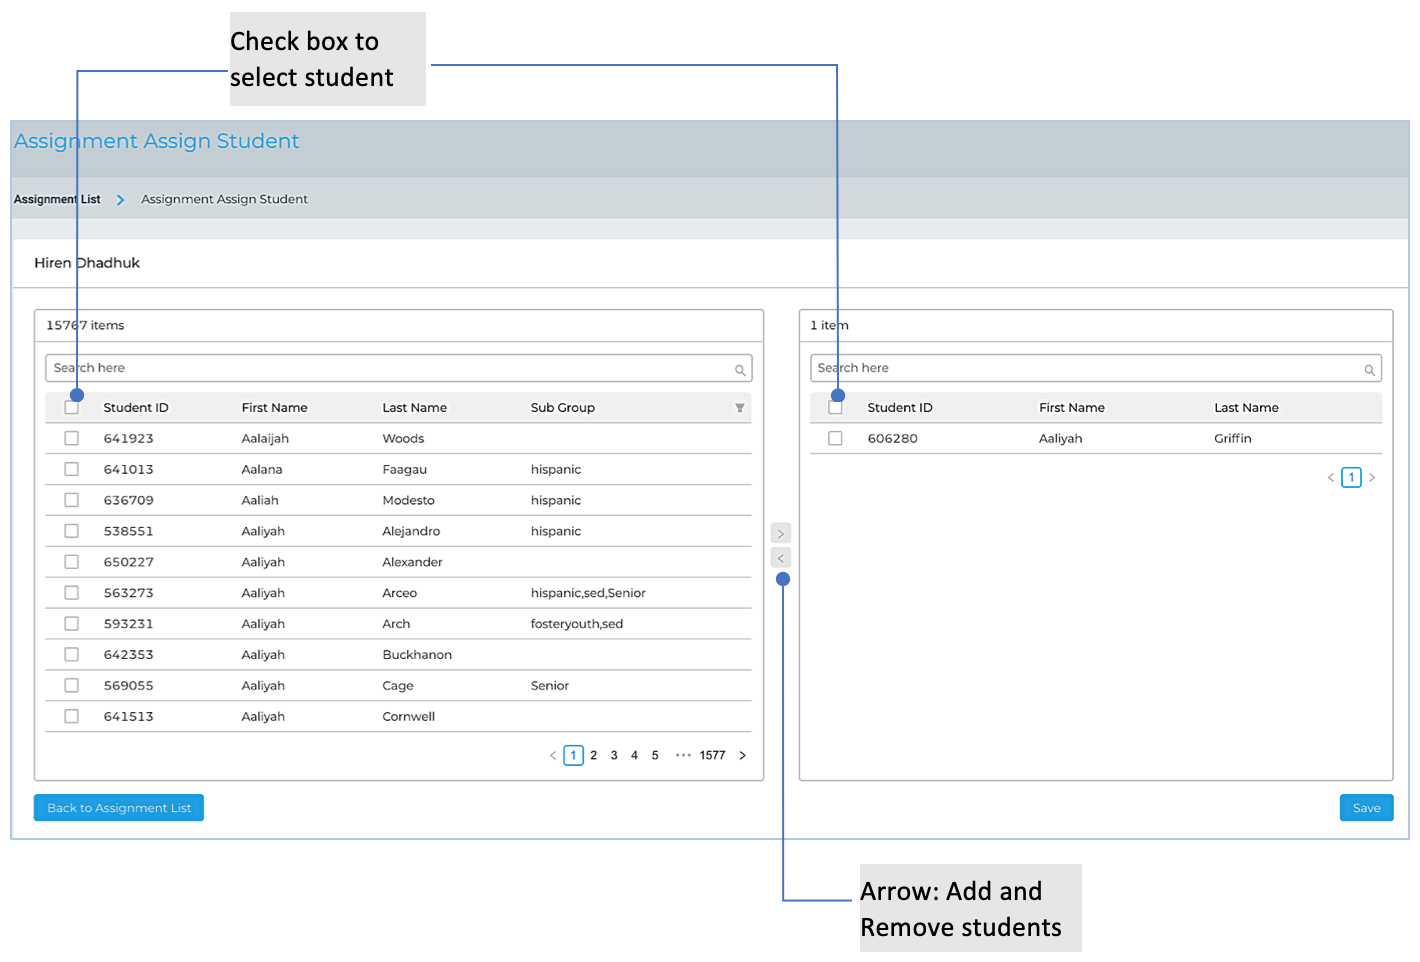 Check box to
select student
Assignment Assign Student
Assignment List > Assignment Assign Student
Hiren Dhadhuk
15767 items
Search here
Student ID First Name Last Name Sub Group
641923 Aalaijah Woods
641013 Aalana Faagau hispanic
636709 Aaliah Modesto hispanic
538551 Aaliyah Alejandro hispanic
650227 Aaliyah Alexander
563273 Aaliyah Arceo hispanic,sed,Senior
593231 Aaliyah Arch fosteryouth,sed
642353 Aaliyah Buckhanon
569055 Aaliyah Cage Senior
641513 Aaliyah Cornwell
< 1 2 3 4 5 ••• 1577 >
Back to Assignment List
1 item
Search here
Student ID First Name Last Name
606280 Aaliyah Griffin
< 1 >
>
<
Save
Arrow: Add and
Remove students